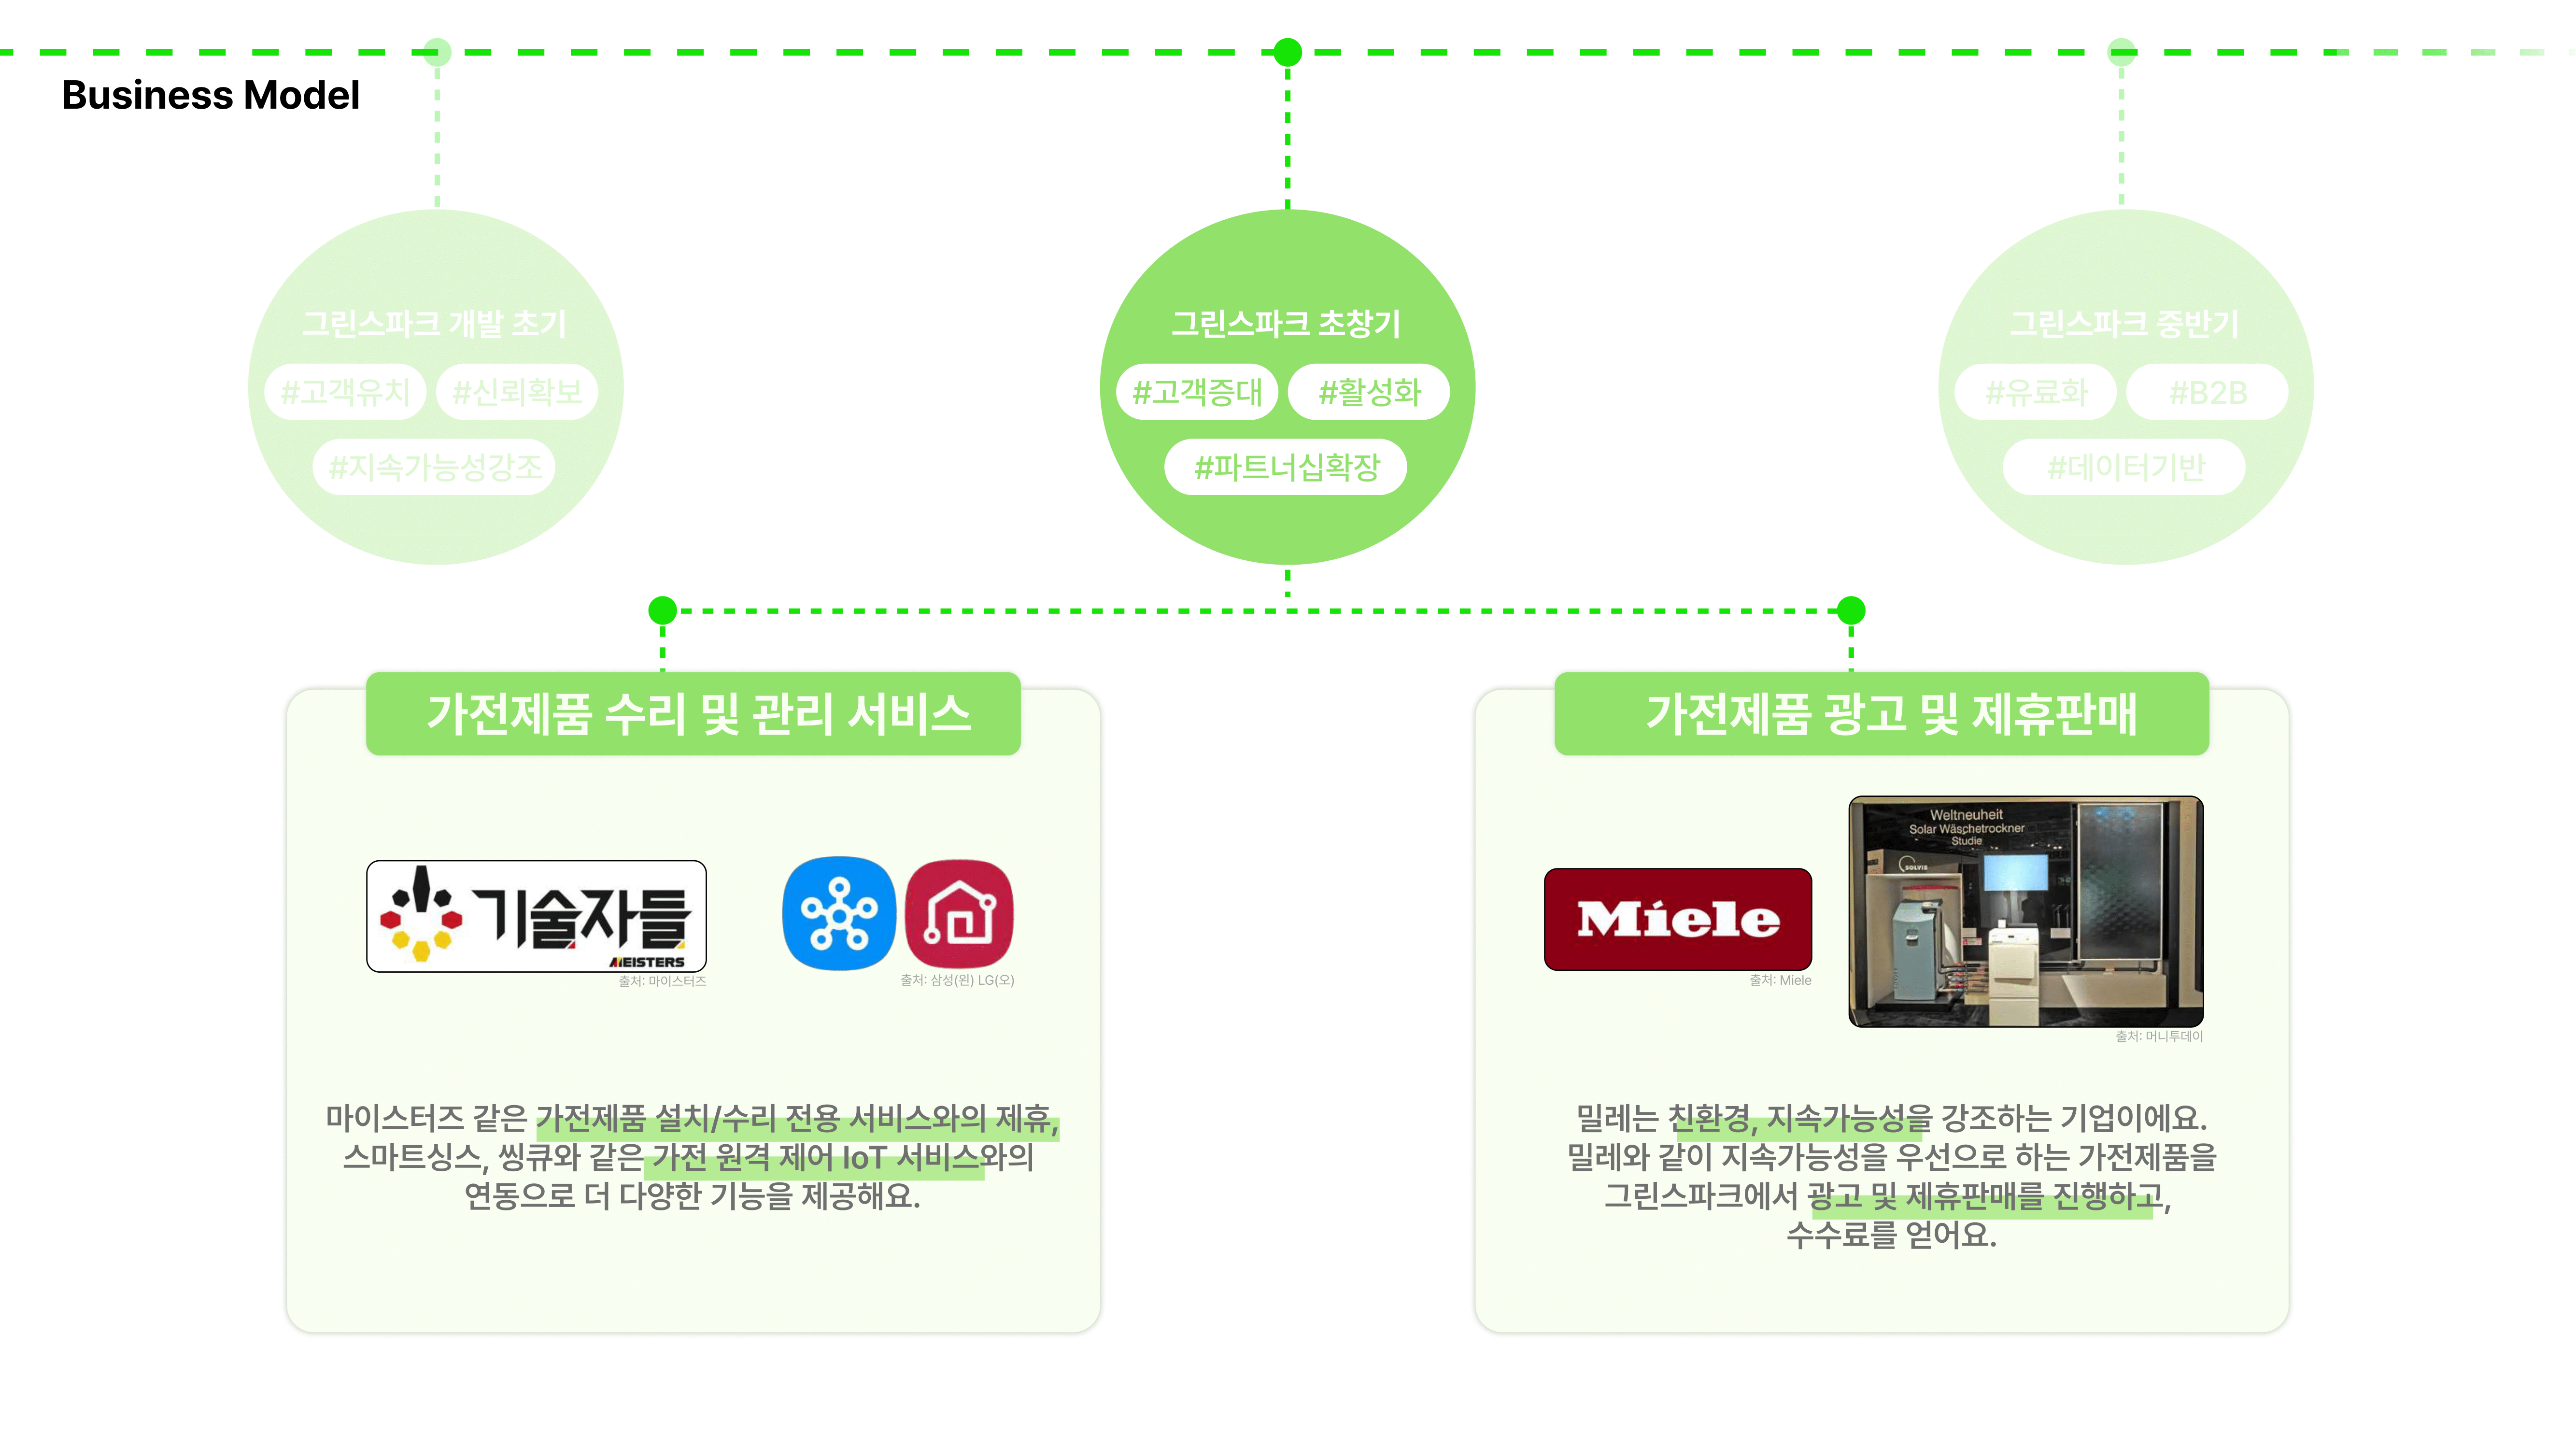 Business Model
그린스파크 개발 초기
#고객유치 #신뢰확보
#지속가능성강조
그린스파크 초창기
#고객증대 #활성화
#파트너십확장
그린스파크 중반기
#유료화 #B2B
#데이터기반
가전제품 수리 및 관리 서비스
기술자들
MEISTERS
출처: 마이스터즈
출처: 삼성(왼) LG(오)
마이스터즈 같은 가전제품 설치/수리 전용 서비스와의 제휴,
스마트싱스, 씽큐와 같은 가전 원격 제어 IoT 서비스와의
연동으로 더 다양한 기능을 제공해요.
가전제품 광고 및 제휴판매
Miele
출처: Miele
Weltneuheit
Solar Wäschetrockner
Studie
SOLVIS
출처: 머니투데이
밀레는 친환경, 지속가능성을 강조하는 기업이에요.
밀레와 같이 지속가능성을 우선으로 하는 가전제품을
그린스파크에서 광고 및 제휴판매를 진행하고,
수수료를 얻어요.